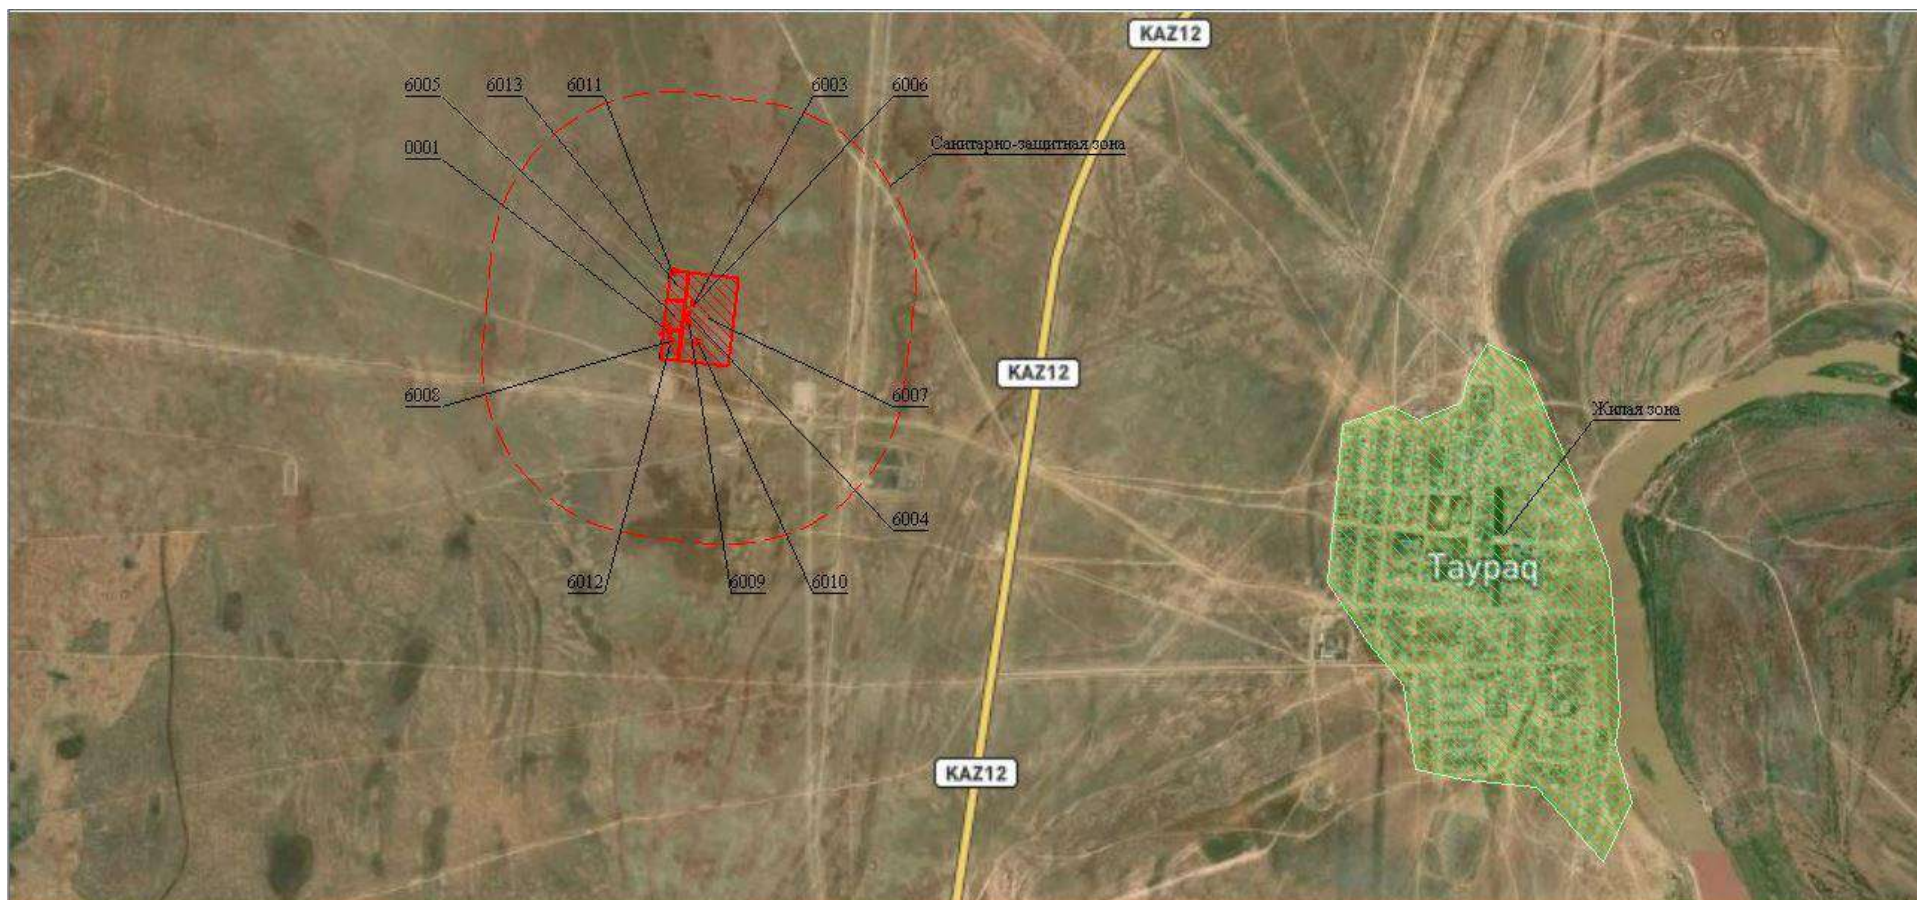 KAZ12
6005
6013
6011
6003
6006
0001
Санитарно-защитная зона
KAZ12
6008
6007
Жилая зона
6004
Taypaq
6012
6009
6010
KAZ12